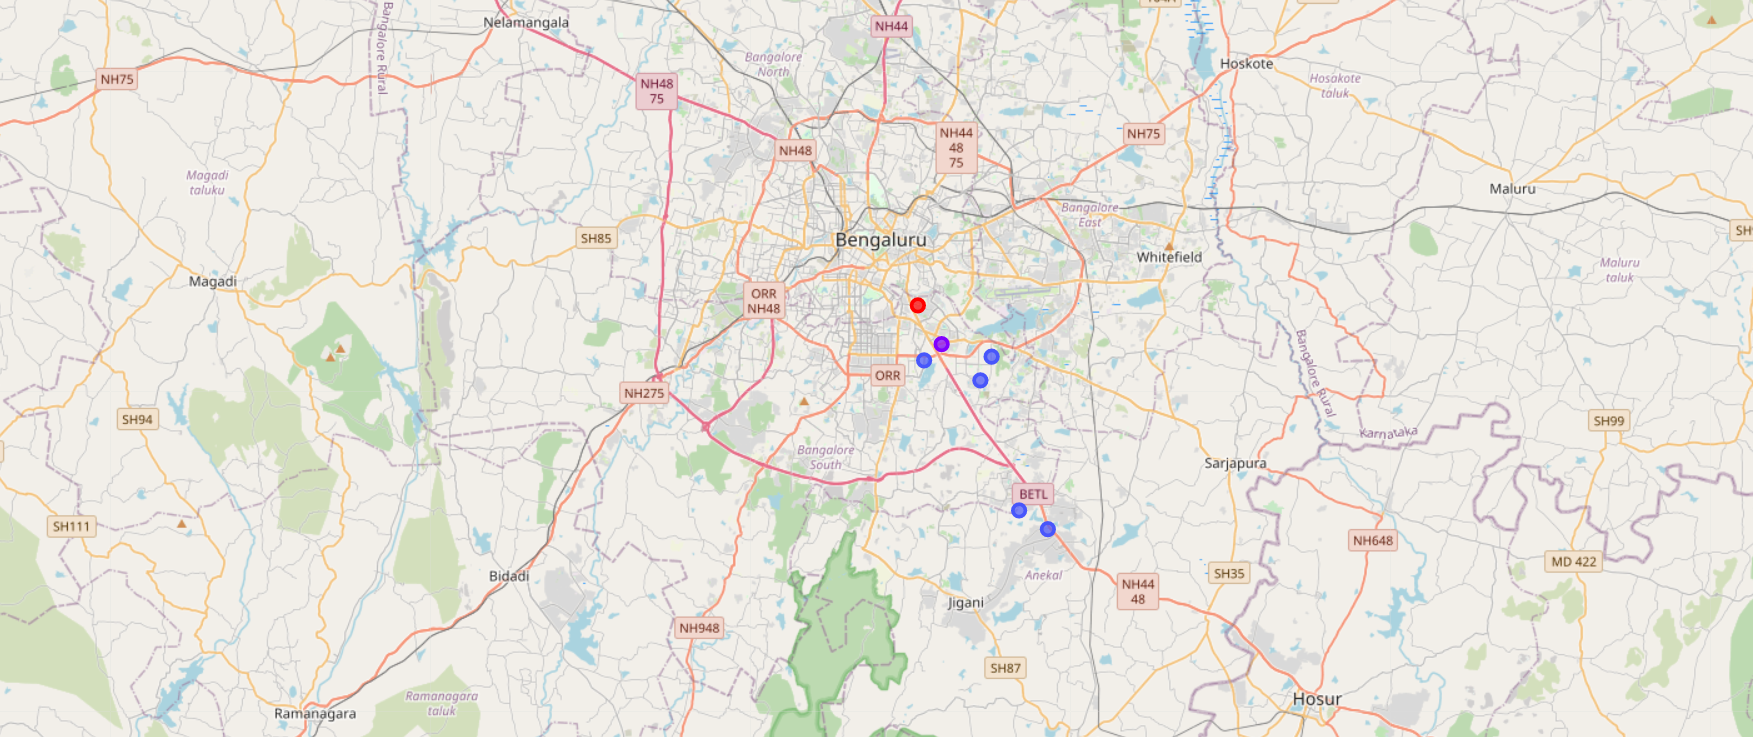 Nelamangala
Bangalore Rural
NH44
Hoskote
Bangalore
North
Hosakote
taluk
NH75
NH48
75
NH44
48
75
NH75
NH48
Magadi
taluku
Maluru
Bangalore
East
SH85
Bengaluru
Whitefield
Maluru
taluk
Magadi
ORR
NH48
Bangalore Rural
ORR
NH275
SH94
SH99
Karnataka
Bangalore
South
Sarjapura
BETL
SH111
NH648
MD 422
Bidadi
Anekal
SH35
NH44
48
Jigani
NH948
SH87
Ramanagara
taluk
Hosur
Ramanagara